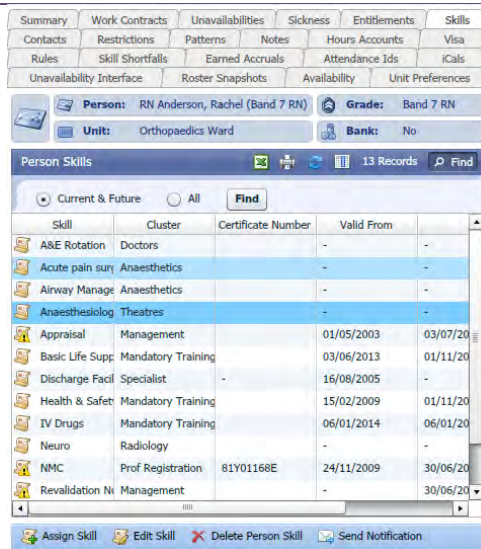 Summary Work Contracts Unavailabilities Sickness Entitlements Skills
Contacts Restrictions Patterns Notes Hours Accounts Visa
Rules Skill Shortfalls Earned Accruals Attendance Ids iCals
Unavailability Interface Roster Snapshots Availability Unit Preferences
Person: RN Anderson, Rachel (Band 7 RN) Grade: Band 7 RN
Unit: Orthopaedics Ward Bank: No
Person Skills 13 Records Find
Current & Future All Find
Skill Cluster Certificate Number Valid From
A&E Rotation Doctors - -
Acute pain surg Anaesthetics - -
Airway Manage Anaesthetics - -
Anaesthesiolog Theatres - -
Appraisal Management 01/05/2003 03/07/20
Basic Life Supp Mandatory Training 03/06/2013 01/11/20
Discharge Facil Specialist - 16/08/2005 -
Health & Safet Mandatory Training 15/02/2009 01/11/20
IV Drugs Mandatory Training 06/01/2014 06/01/20
Neuro Radiology - -
NMC Prof Registration 81Y01168E 24/11/2009 30/06/20
Revalidation Nu Management - 30/06/20
Assign Skill Edit Skill Delete Person Skill Send Notification